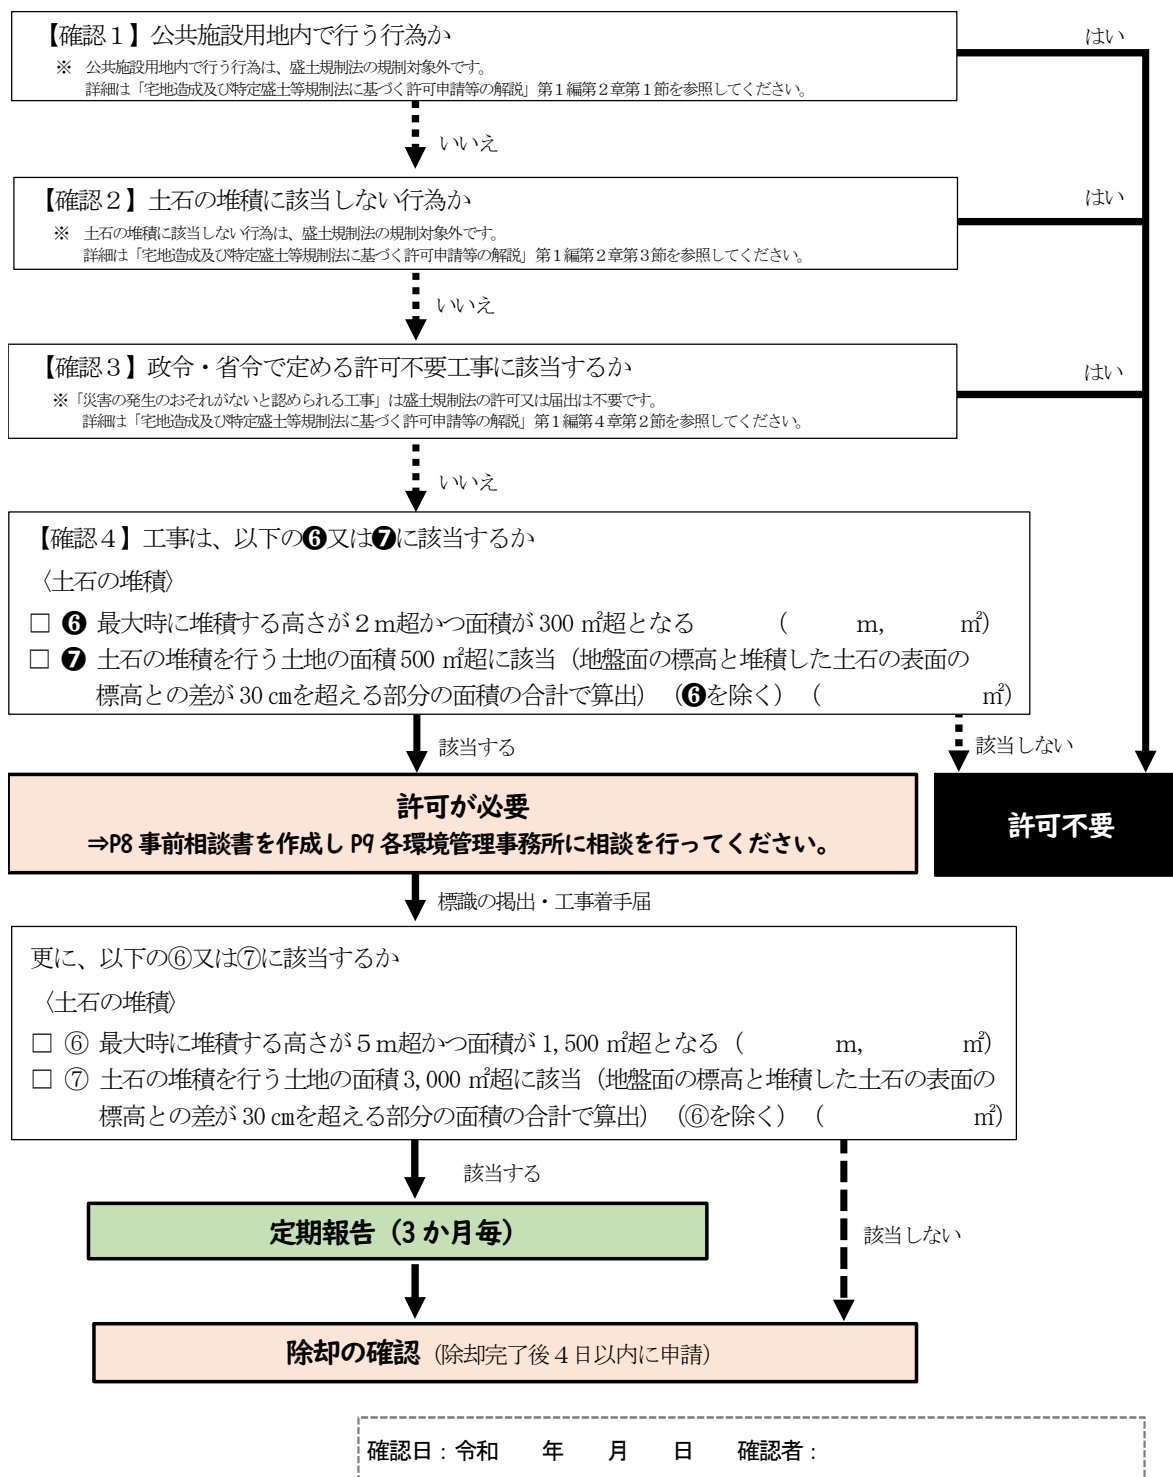 【確認１】公共施設用地内で行う行為か
はい
※ 公共施設用地内で行う行為は、盛土規制法の規制対象外です。
詳細は「宅地造成及び特定盛土等規制法に基づく許可申請等の解説」第１編第２章第１節を参照してください。
いいえ
【確認２】土石の堆積に該当しない行為か
はい
※ 土石の堆積に該当しない行為は、盛土規制法の規制対象外です。
詳細は「宅地造成及び特定盛土等規制法に基づく許可申請等の解説」第１編第２章第３節を参照してください。
いいえ
【確認３】政令・省令で定める許可不要工事に該当するか
はい
※「災害の発生のおそれがないと認められる工事」は盛土規制法の許可又は届出は不要です。
詳細は「宅地造成及び特定盛土等規制法に基づく許可申請等の解説」第１編第４章第２節を参照してください。
いいえ
【確認４】工事は、以下の❻又は❼に該当するか
〈土石の堆積〉
□ ❻ 最大時に堆積する高さが２ｍ超かつ面積が 300 ㎡超となる （ m, ㎡）
□ ❼ 土石の堆積を行う土地の面積 500 ㎡超に該当（地盤面の標高と堆積した土石の表面の
標高との差が 30 ㎝を超える部分の面積の合計で算出）（❻を除く）（ ㎡）
該当する
該当しない
許可が必要
⇒P8 事前相談書を作成し P9 各環境管理事務所に相談を行ってください。
許可不要
標識の掲出・工事着手届
更に、以下の⑥又は⑦に該当するか
〈土石の堆積〉
□ ⑥ 最大時に堆積する高さが５ｍ超かつ面積が 1,500 ㎡超となる（ m, ㎡）
□ ⑦ 土石の堆積を行う土地の面積 3,000 ㎡超に該当（地盤面の標高と堆積した土石の表面の
標高との差が 30 ㎝を超える部分の面積の合計で算出）（⑥を除く）（ ㎡）
該当する
定期報告（3 か月毎）
該当しない
除却の確認（除却完了後４日以内に申請）
確認日：令和 年 月 日 確認者：